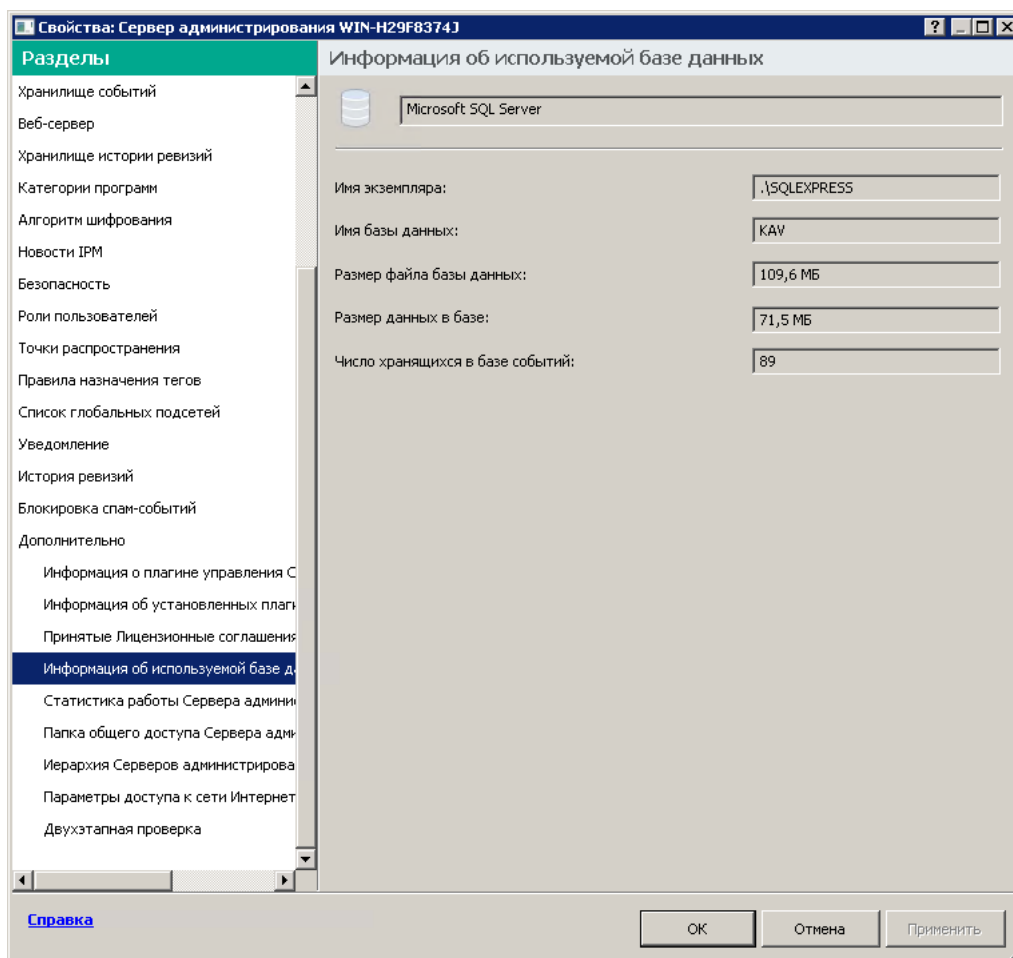 Свойства: Сервер администрирования WIN-H29F8374J
Разделы
Информация об используемой базе данных
Хранилище событий
Веб-сервер
Хранилище истории ревизий
Категории программ
Алгоритм шифрования
Новости IPM
Безопасность
Роли пользователей
Точки распространения
Правила назначения тегов
Список глобальных подсетей
Уведомление
История ревизий
Блокировка спам-событий
Дополнительно
Информация о плагине управления С
Информация об установленных плаги
Принятые Лицензионные соглашения
Информация об используемой базе да
Статистика работы Сервера админи
Папка общего доступа Сервера адми
Иерархия Серверов администрирова
Параметры доступа к сети Интернет
Двухэтапная проверка
Microsoft SQL Server
Имя экземпляра: .\SQLEXPRESS
Имя базы данных: KAV
Размер файла базы данных: 109,6 МБ
Размер данных в базе: 71,5 МБ
Число хранящихся в базе событий: 89
Справка
ОК Отмена Применить